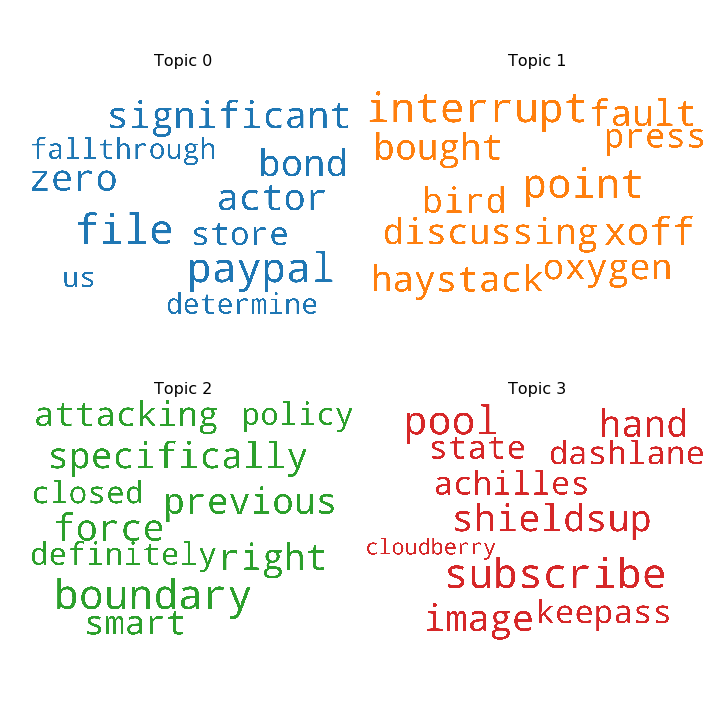 Topic 0
significant
fallthrough
bond
zero
actor
file
store
paypal
us
determine
Topic 1
interrupt
fault
press
bought
point
bird
discussing
xoff
oxygen
haystack
Topic 2
attacking
policy
specifically
closed
previous
force
definitely
right
boundary
smart
Topic 3
pool
hand
state
dashlane
achilles
shieldsup
cloudberry
subscribe
image
keepass